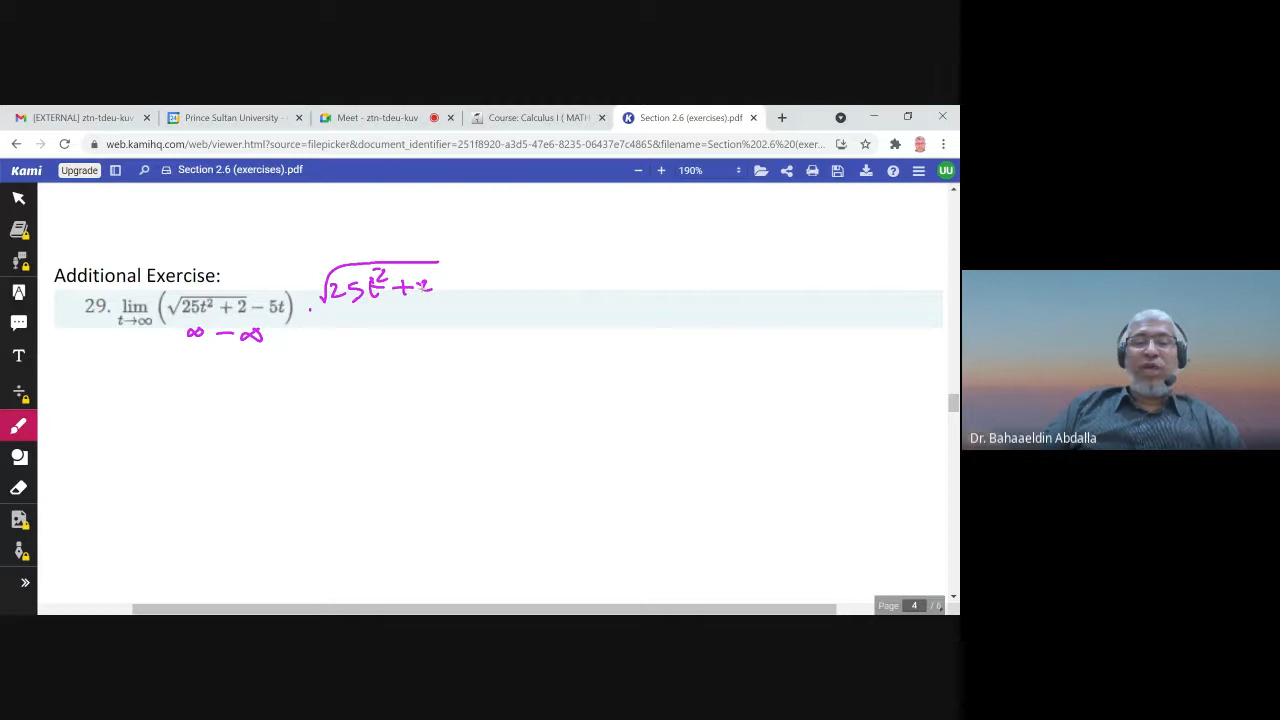 [EXTERNAL] ztn-tdeu-kuv
Prince Sultan University -
Meet - ztn-tdeu-kuv
Course: Calculus I ( MATH
Section 2.6 (exercises).pdf
web.kamihq.com/web/viewer.html?source=filepicker&document_identifier=251f8920-a3d5-47e6-8235-06437e7c4865&filename=Section%202.6%20(exer...
Kami
Upgrade
Section 2.6 (exercises).pdf
190%
UU
Additional Exercise:
√25t² + 2
29. lim t→∞ (√25t² + 2 − 5t) ·
∞ − ∞
Dr. Bahaaeldin Abdalla
Page 4 / 6